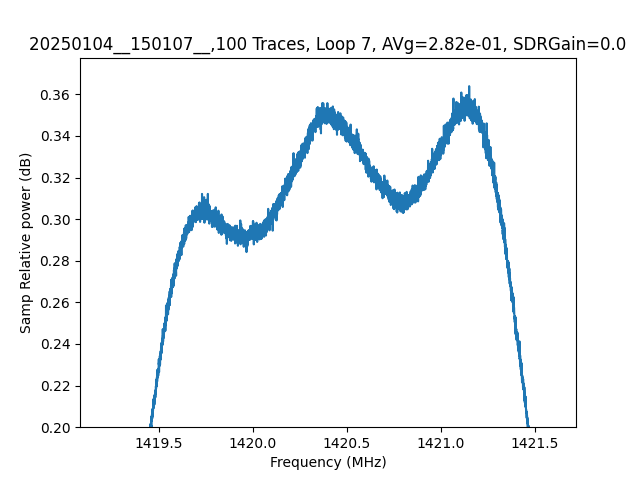 20250104__150107__,100 Traces, Loop 7, AVg=2.82e-01, SDRGain=0.0
0.36
0.34
0.32
0.30
0.28
0.26
0.24
0.22
0.20
Samp Relative power (dB)
1419.5 1420.0 1420.5 1421.0 1421.5
Frequency (MHz)